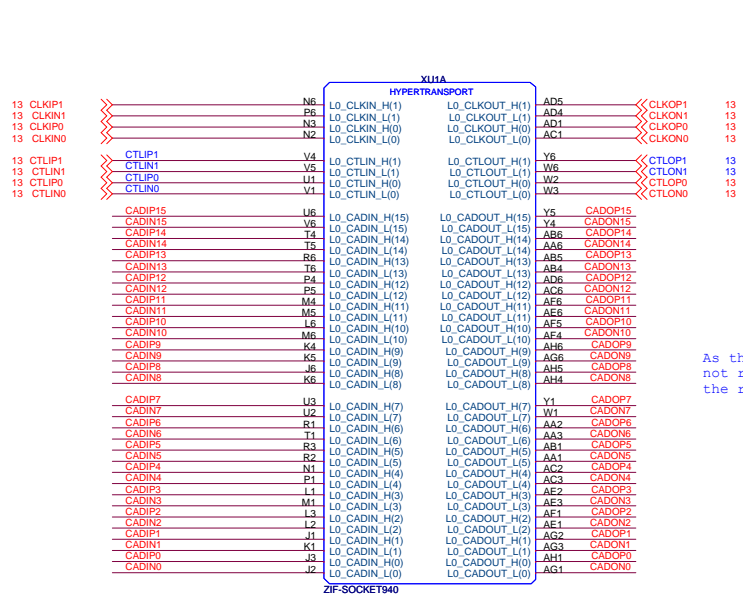 XU1A
HYPERTRANSPORT
13 CLKIP1 N6 L0_CLKIN_H(1) L0_CLKOUT_H(1) AD5 CLKOP1 13
13 CLKIN1 P6 L0_CLKIN_L(1) L0_CLKOUT_L(1) AD4 CLKON1 13
13 CLKIP0 N3 L0_CLKIN_H(0) L0_CLKOUT_H(0) AD1 CLKOP0 13
13 CLKIN0 N2 L0_CLKIN_L(0) L0_CLKOUT_L(0) AC1 CLKON0 13
13 CTLIP1 CTLIP1 V4 L0_CTLIN_H(1) L0_CTLOUT_H(1) Y6 CTLOP1 13
13 CTLIN1 CTLIN1 V5 L0_CTLIN_L(1) L0_CTLOUT_L(1) W6 CTLON1 13
13 CTLIP0 CTLIP0 U1 L0_CTLIN_H(0) L0_CTLOUT_H(0) W2 CTLOP0 13
13 CTLIN0 CTLIN0 V1 L0_CTLIN_L(0) L0_CTLOUT_L(0) W3 CTLON0 13
CADIP15 U6 L0_CADIN_H(15) L0_CADOUT_H(15) Y5 CADOP15
CADIN15 V6 L0_CADIN_L(15) L0_CADOUT_L(15) Y4 CADON15
CADIP14 T4 L0_CADIN_H(14) L0_CADOUT_H(14) AB6 CADOP14
CADIN14 T5 L0_CADIN_L(14) L0_CADOUT_L(14) AA6 CADON14
CADIP13 R6 L0_CADIN_H(13) L0_CADOUT_H(13) AB5 CADOP13
CADIN13 T6 L0_CADIN_L(13) L0_CADOUT_L(13) AB4 CADON13
CADIP12 P4 L0_CADIN_H(12) L0_CADOUT_H(12) AD6 CADOP12
CADIN12 P5 L0_CADIN_L(12) L0_CADOUT_L(12) AC6 CADON12
CADIP11 M4 L0_CADIN_H(11) L0_CADOUT_H(11) AF6 CADOP11
CADIN11 M5 L0_CADIN_L(11) L0_CADOUT_L(11) AE6 CADON11
CADIP10 L6 L0_CADIN_H(10) L0_CADOUT_H(10) AF5 CADOP10
CADIN10 M6 L0_CADIN_L(10) L0_CADOUT_L(10) AF4 CADON10
CADIP9 K4 L0_CADIN_H(9) L0_CADOUT_H(9) AH6 CADOP9
CADIN9 K5 L0_CADIN_L(9) L0_CADOUT_L(9) AG6 CADON9
CADIP8 J6 L0_CADIN_H(8) L0_CADOUT_H(8) AH5 CADOP8
CADIN8 K6 L0_CADIN_L(8) L0_CADOUT_L(8) AH4 CADON8
As th
not r
the r
CADIP7 U3 L0_CADIN_H(7) L0_CADOUT_H(7) Y1 CADOP7
CADIN7 U2 L0_CADIN_L(7) L0_CADOUT_L(7) W1 CADON7
CADIP6 R1 L0_CADIN_H(6) L0_CADOUT_H(6) AA2 CADOP6
CADIN6 T1 L0_CADIN_L(6) L0_CADOUT_L(6) AA3 CADON6
CADIP5 R3 L0_CADIN_H(5) L0_CADOUT_H(5) AB1 CADOP5
CADIN5 R2 L0_CADIN_L(5) L0_CADOUT_L(5) AA1 CADON5
CADIP4 N1 L0_CADIN_H(4) L0_CADOUT_H(4) AC2 CADOP4
CADIN4 P1 L0_CADIN_L(4) L0_CADOUT_L(4) AC3 CADON4
CADIP3 L1 L0_CADIN_H(3) L0_CADOUT_H(3) AE2 CADOP3
CADIN3 M1 L0_CADIN_L(3) L0_CADOUT_L(3) AE3 CADON3
CADIP2 L3 L0_CADIN_H(2) L0_CADOUT_H(2) AF1 CADOP2
CADIN2 L2 L0_CADIN_L(2) L0_CADOUT_L(2) AE1 CADON2
CADIP1 J1 L0_CADIN_H(1) L0_CADOUT_H(1) AG2 CADOP1
CADIN1 K1 L0_CADIN_L(1) L0_CADOUT_L(1) AG3 CADON1
CADIP0 J3 L0_CADIN_H(0) L0_CADOUT_H(0) AH1 CADOP0
CADIN0 J2 L0_CADIN_L(0) L0_CADOUT_L(0) AG1 CADON0
ZIF-SOCKET940